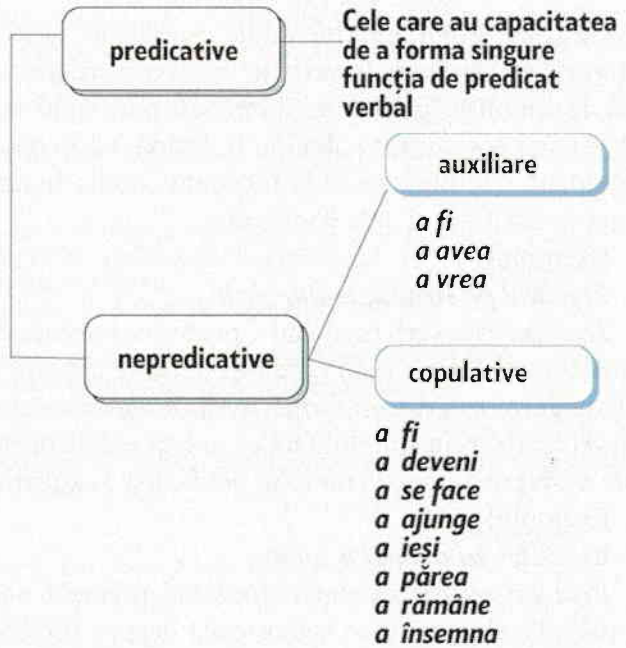 predicative
Cele care au capacitatea
de a forma singure
funcția de predicat
verbal
auxiliare
a fi
a avea
a vrea
nepredicative
copulative
a fi
a deveni
a se face
a ajunge
a ieși
a părea
a rămâne
a însemna